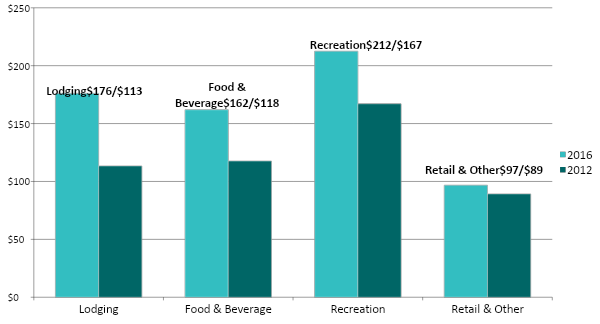 $250
$200
$150
$100
$50
$0
Lodging$176/$113
Food &
Beverage$162/$118
Recreation$212/$167
Retail & Other$97/$89
2016
2012
Lodging
Food & Beverage
Recreation
Retail & Other